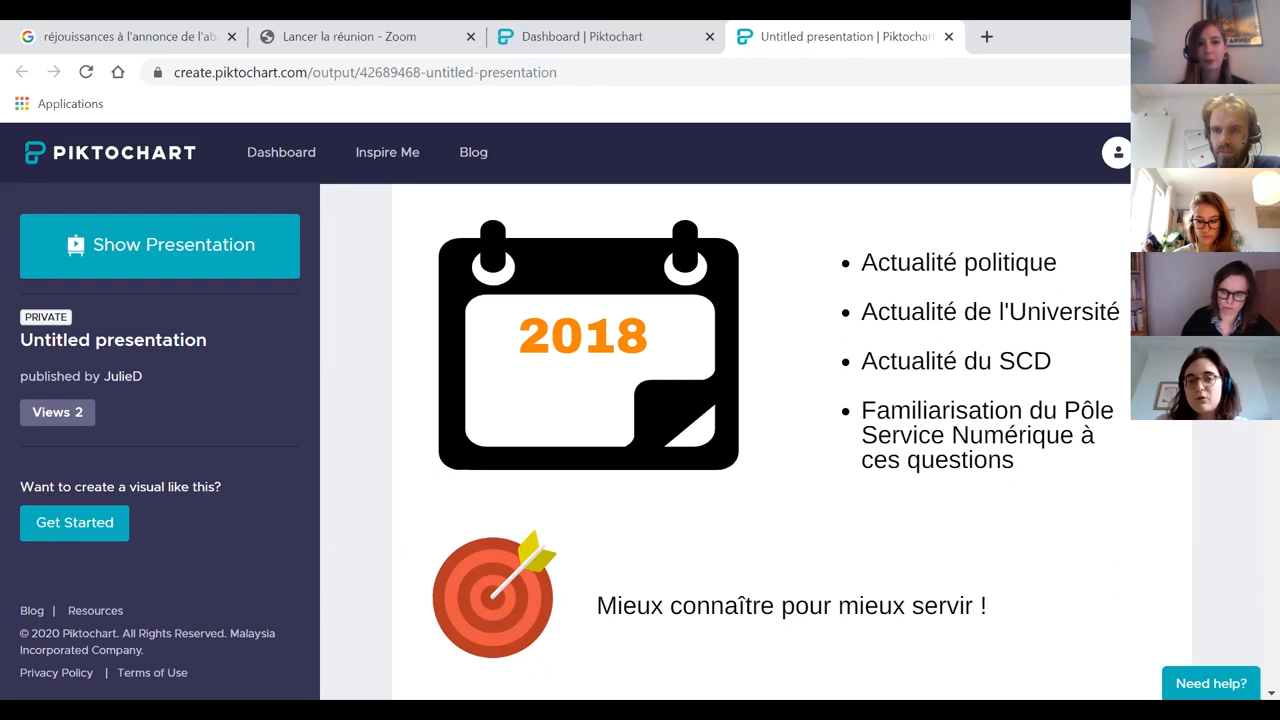 réjouissances à l'annonce de l'ab
Lancer la réunion - Zoom
Dashboard | Piktochart
Untitled presentation | Piktochart
create.piktochart.com/output/42689468-untitled-presentation
Applications
PIKTOCHART
Dashboard
Inspire Me
Blog
Show Presentation
PRIVATE
Untitled presentation
published by JulieD
Views 2
Want to create a visual like this?
Get Started
Blog | Resources
© 2020 Piktochart. All Rights Reserved. Malaysia
Incorporated Company.
Privacy Policy | Terms of Use
2018
• Actualité politique
• Actualité de l'Université
• Actualité du SCD
• Familiarisation du Pôle
Service Numérique à
ces questions
Mieux connaître pour mieux servir !
Need help?